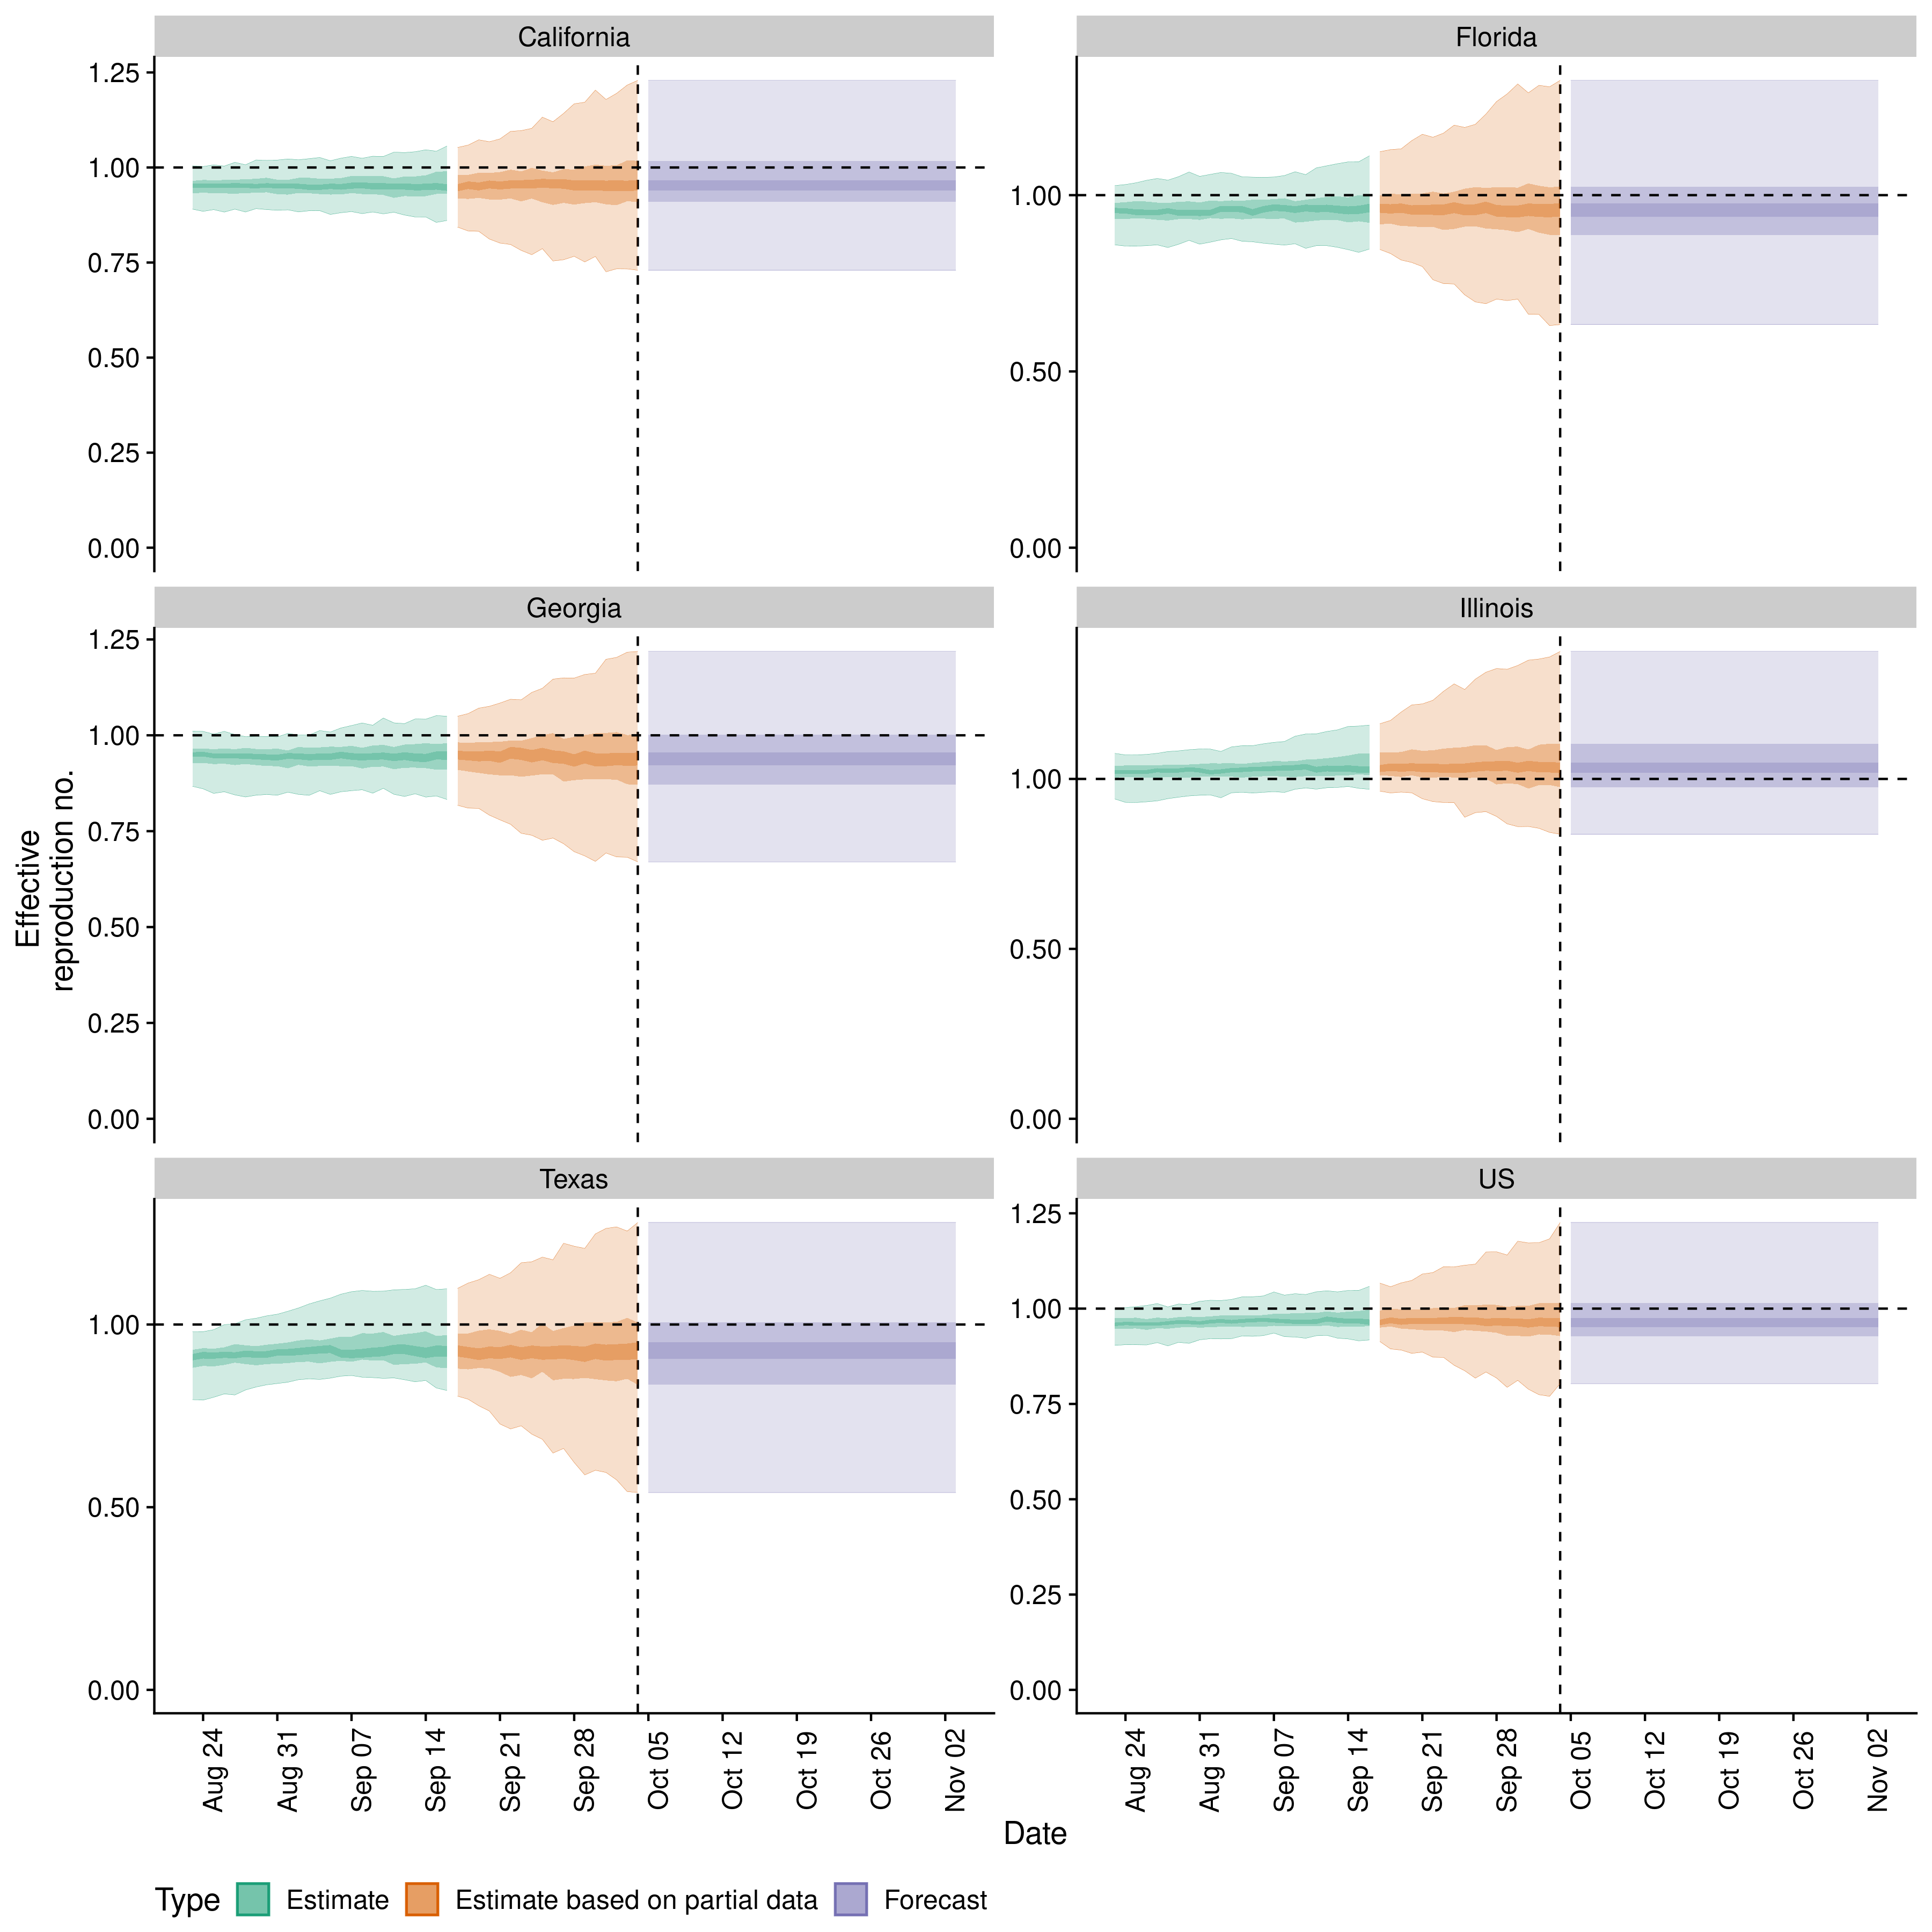 California
Florida
1.25
1.00
0.75
0.50
0.25
0.00
1.00
0.50
0.00
Georgia
Illinois
1.25
1.00
0.75
0.50
0.25
0.00
1.00
0.50
0.00
Effective
reproduction no.
Texas
US
1.00
0.50
0.00
1.25
1.00
0.75
0.50
0.25
0.00
Aug 24
Aug 31
Sep 07
Sep 14
Sep 21
Sep 28
Oct 05
Oct 12
Oct 19
Oct 26
Nov 02
Aug 24
Aug 31
Sep 07
Sep 14
Sep 21
Sep 28
Oct 05
Oct 12
Oct 19
Oct 26
Nov 02
Date
Type Estimate Estimate based on partial data Forecast